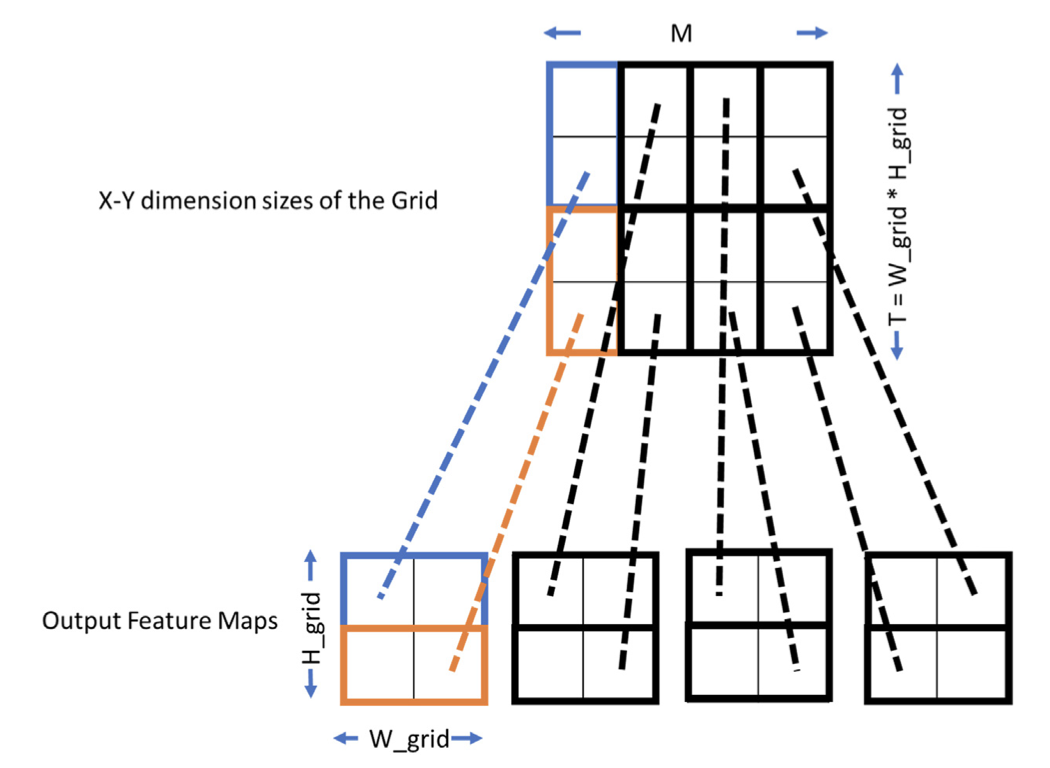 M
X-Y dimension sizes of the Grid
T = W_grid * H_grid
Output Feature Maps
H_grid
W_grid